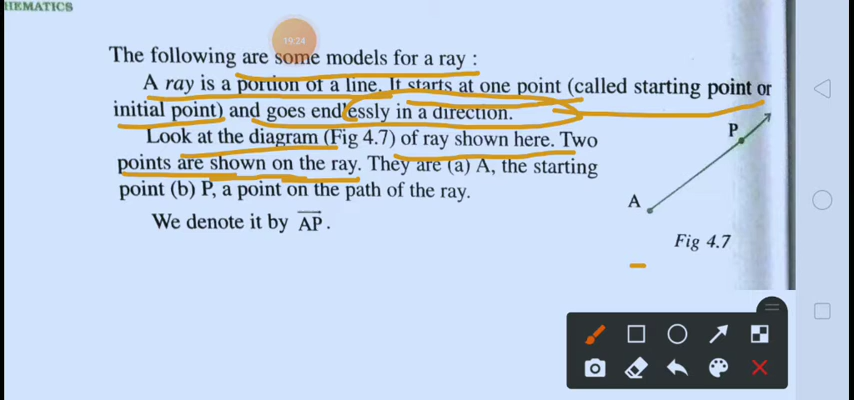 HEMATICS
19:24
The following are some models for a ray :
A ray is a portion of a line. It starts at one point (called starting point or
initial point) and goes endlessly in a direction.
Look at the diagram (Fig 4.7) of ray shown here. Two
points are shown on the ray. They are (a) A, the starting
point (b) P, a point on the path of the ray.
We denote it by AP.
P
A
Fig 4.7